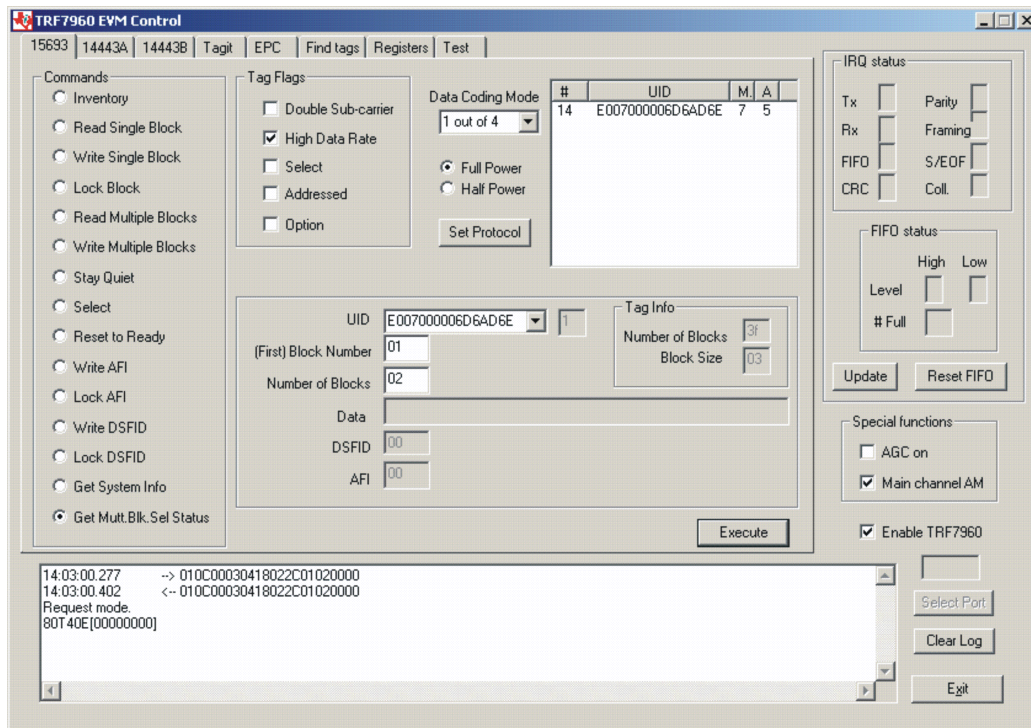 TRF7960 EVM Control
15693 14443A 14443B Tagit EPC Find tags Registers Test
Commands
Inventory
Read Single Block
Write Single Block
Lock Block
Read Multiple Blocks
Write Multiple Blocks
Stay Quiet
Select
Reset to Ready
Write AFI
Lock AFI
Write DSFID
Lock DSFID
Get System Info
Get Mutt.Blk.Sel Status
Tag Flags
Double Sub-carrier
High Data Rate
Select
Addressed
Option
Data Coding Mode
1 out of 4
Full Power
Half Power
Set Protocol
# UID M. A
14 E007000006D6AD6E 7 5
UID E007000006D6AD6E 1
(First) Block Number 01
Number of Blocks 02
Data
DSFID 00
AFI 00
Tag Info
Number of Blocks 3f
Block Size 03
Execute
IRQ status
Tx Parity
Rx Framing
FIFO S/EOF
CRC Coll.
FIFO status
High Low
Level
# Full
Update Reset FIFO
Special functions
AGC on
Main channel AM
Enable TRF7960
Select Port
Clear Log
Exit
14:03:00.277 --> 010C00030418022C01020000
14:03:00.402 <-- 010C00030418022C01020000
Request mode.
80T40E[00000000]